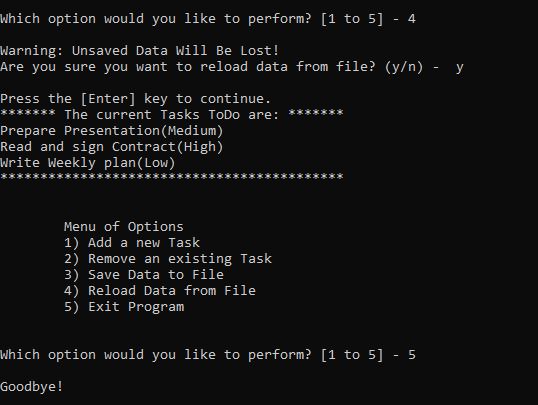 Which option would you like to perform? [1 to 5] - 4
Warning: Unsaved Data Will Be Lost!
Are you sure you want to reload data from file? (y/n) -  y
Press the [Enter] key to continue.
******* The current Tasks ToDo are: *******
Prepare Presentation(Medium)
Read and sign Contract(High)
Write Weekly plan(Low)
*******************************************
Menu of Options
1) Add a new Task
2) Remove an existing Task
3) Save Data to File
4) Reload Data from File
5) Exit Program
Which option would you like to perform? [1 to 5] - 5
Goodbye!